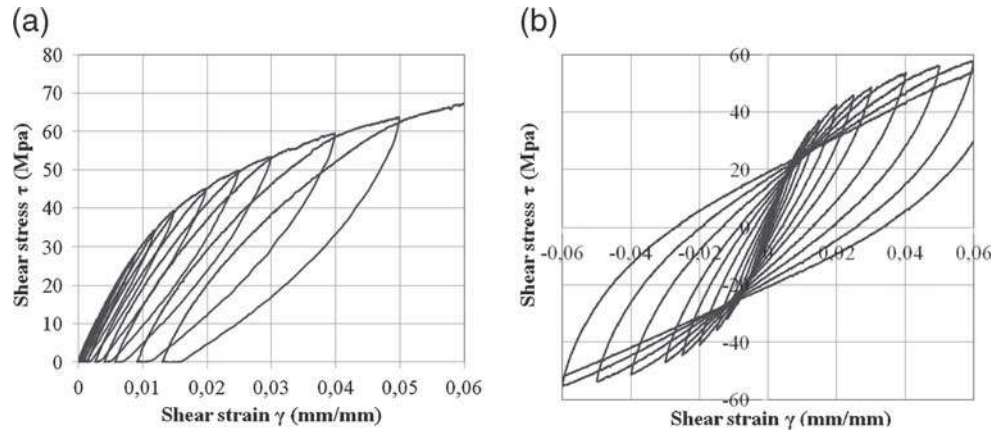 (a)
80
70
60
50
40
30
20
10
0
Shear stress τ (Mpa)
0 0,01 0,02 0,03 0,04 0,05 0,06
Shear strain γ (mm/mm)
(b)
60
40
20
0
-20
-40
-60
Shear stress τ (Mpa)
-0,06 -0,04 -0,02 0 0,02 0,04 0,06
Shear strain γ (mm/mm)